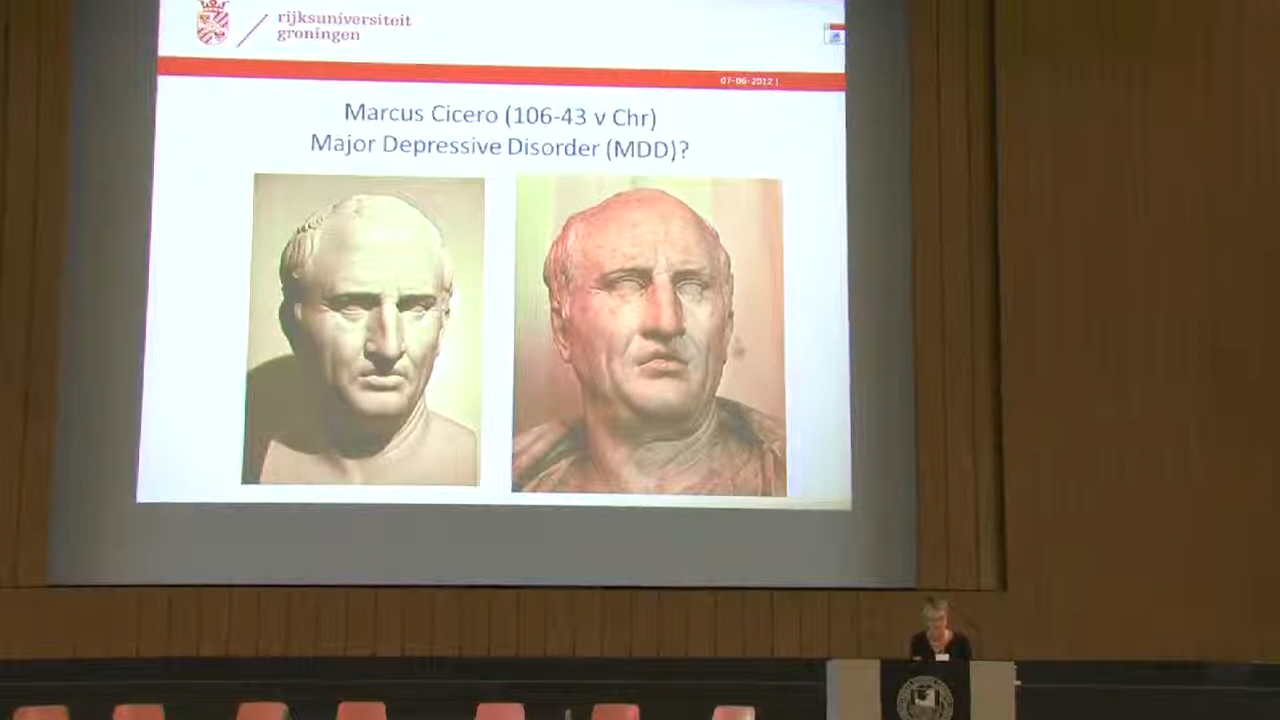 rijksuniversiteit
groningen
07-06-2012 |
Marcus Cicero (106-43 v Chr)
Major Depressive Disorder (MDD)?